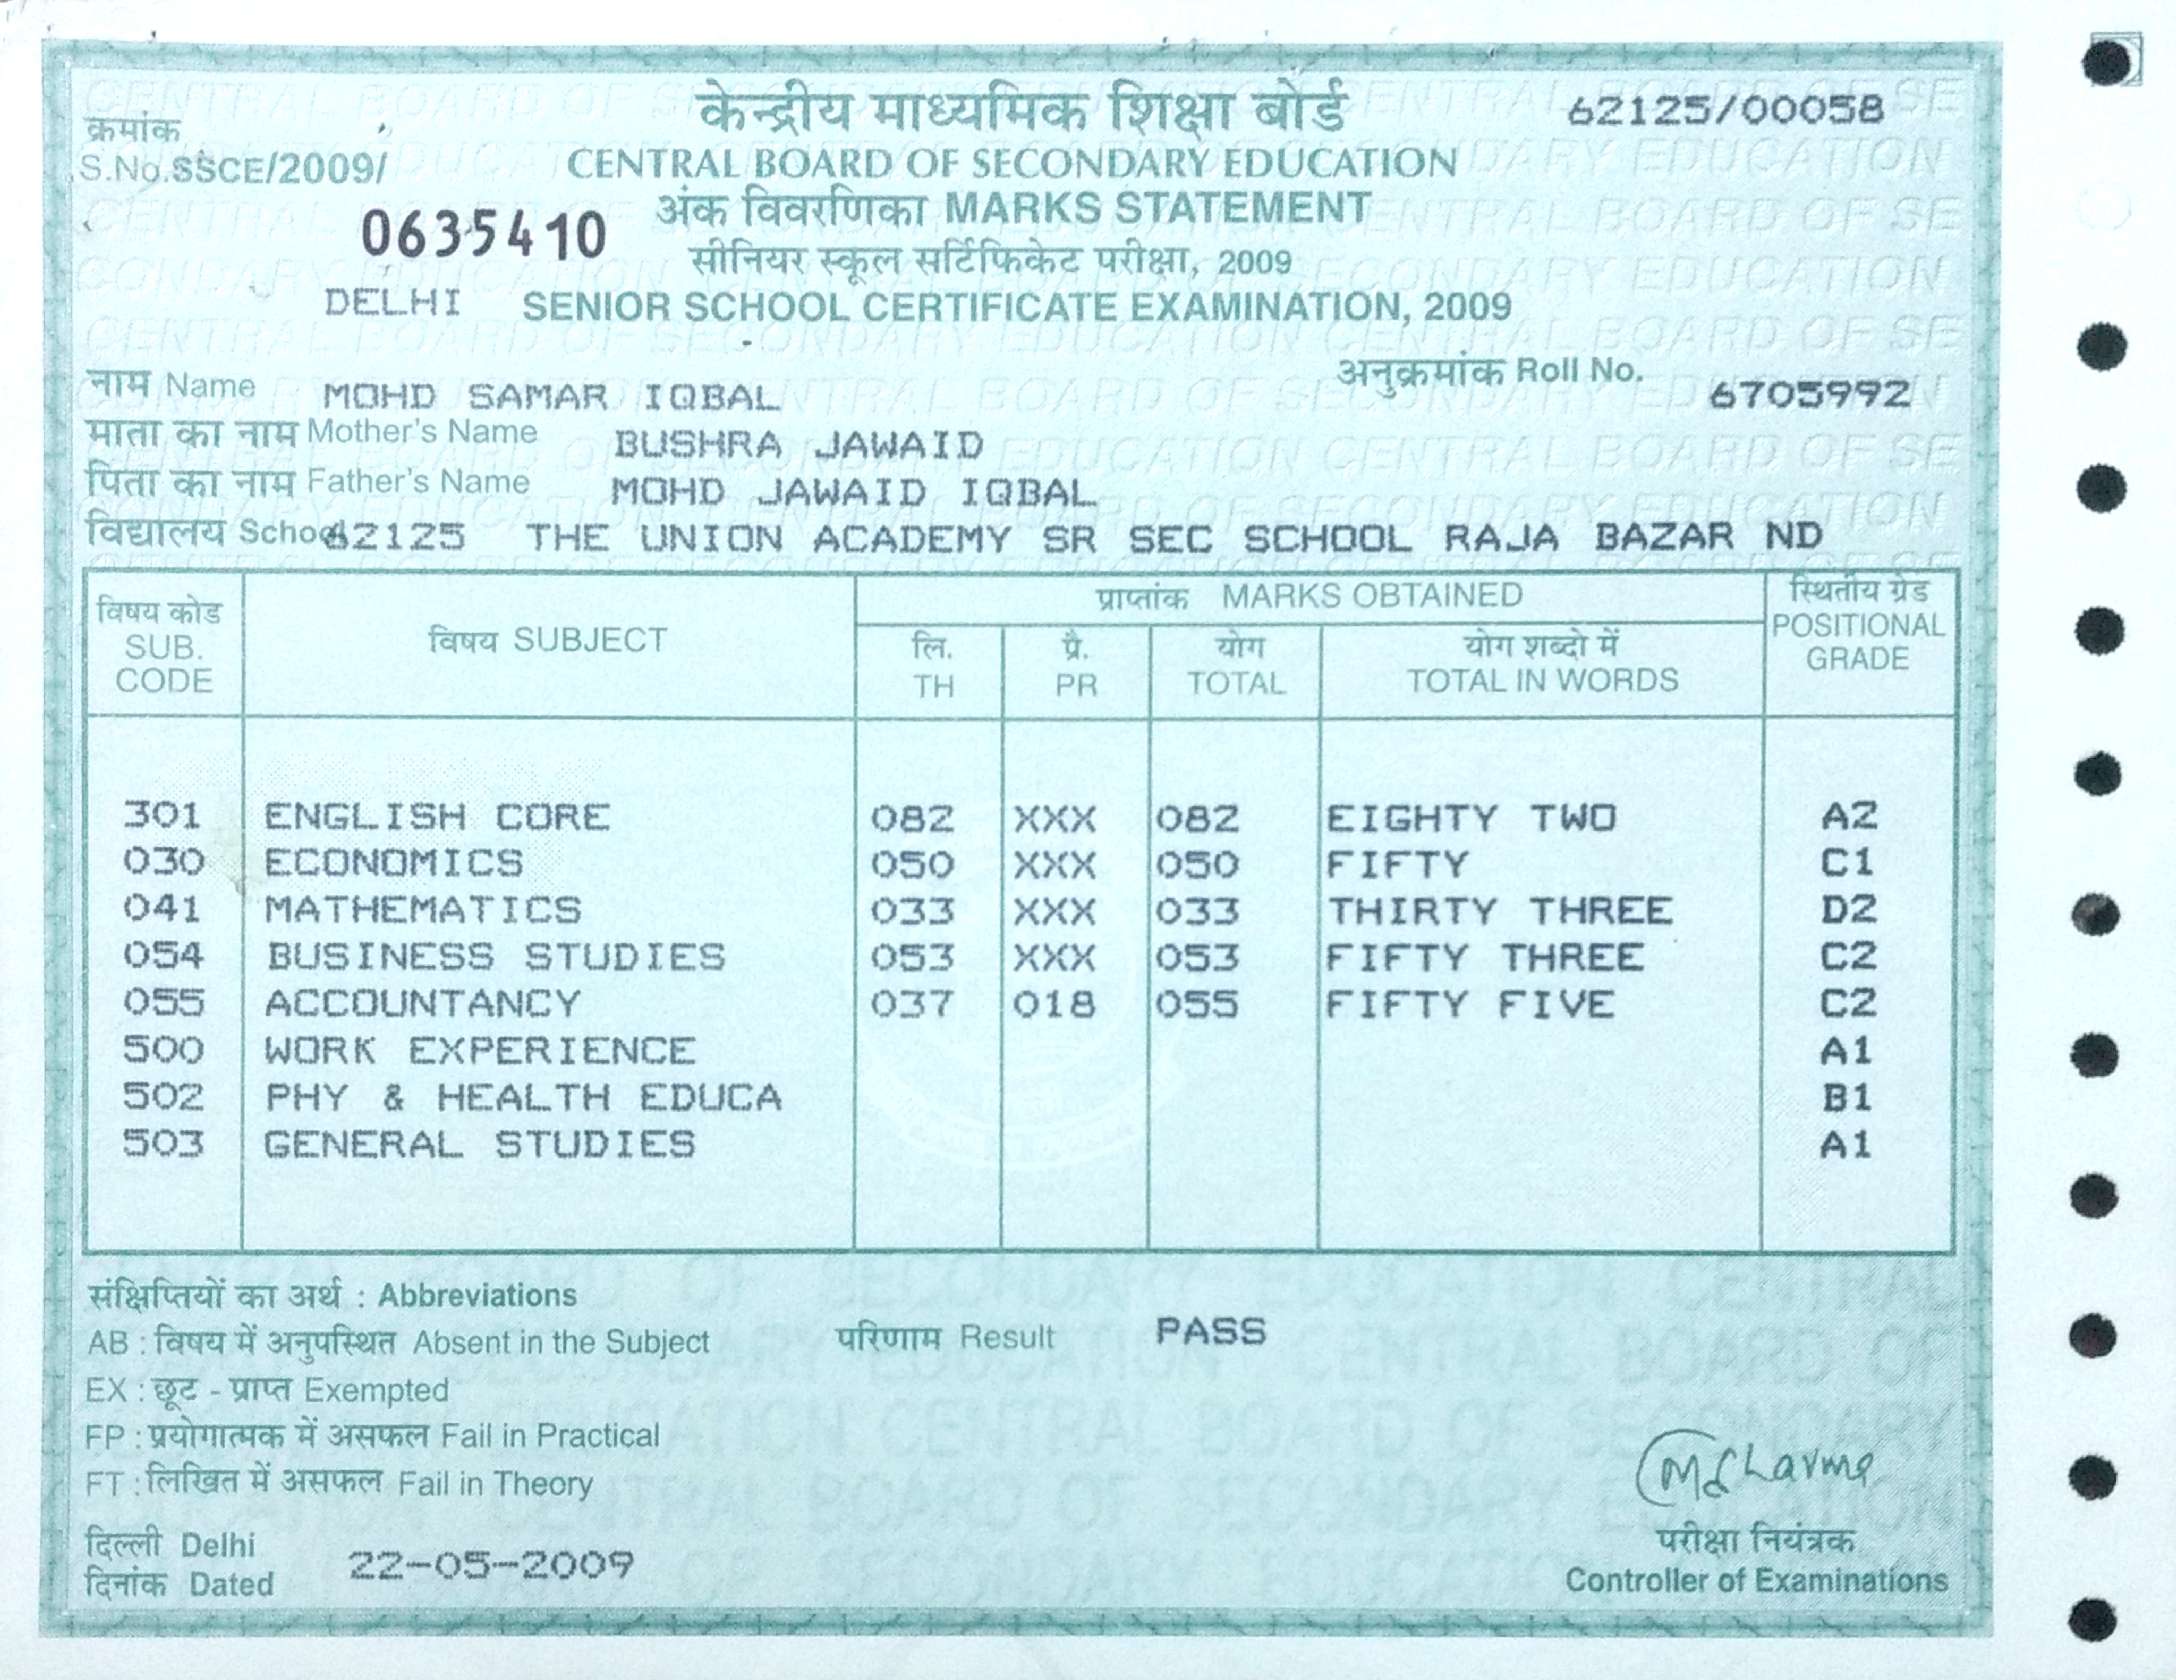 केन्द्रीय माध्यमिक शिक्षा बोर्ड 62125/00058
क्रमांक
S.No.SSCE/2009/ CENTRAL BOARD OF SECONDARY EDUCATION
0635410 अंक विवरणिका MARKS STATEMENT
सीनियर स्कूल सर्टिफिकेट परीक्षा, 2009
DELHI SENIOR SCHOOL CERTIFICATE EXAMINATION, 2009
नाम Name MOHD SAMAR IQBAL अनुक्रमांक Roll No. 6705992
माता का नाम Mother's Name BUSHRA JAWAID
पिता का नाम Father's Name MOHD JAWAID IQBAL
विद्यालय School 62125 THE UNION ACADEMY SR SEC SCHOOL RAJA BAZAR ND
विषय कोड SUB. CODE
विषय SUBJECT
प्राप्तांक MARKS OBTAINED
लि. TH
प्रै. PR
योग TOTAL
योग शब्दो में TOTAL IN WORDS
स्थितीय ग्रेड POSITIONAL GRADE
301 ENGLISH CORE 082 XXX 082 EIGHTY TWO A2
030 ECONOMICS 050 XXX 050 FIFTY C1
041 MATHEMATICS 033 XXX 033 THIRTY THREE D2
054 BUSINESS STUDIES 053 XXX 053 FIFTY THREE C2
055 ACCOUNTANCY 037 018 055 FIFTY FIVE C2
500 WORK EXPERIENCE A1
502 PHY & HEALTH EDUCA B1
503 GENERAL STUDIES A1
संक्षिप्तियों का अर्थ : Abbreviations
AB : विषय में अनुपस्थित Absent in the Subject परिणाम Result PASS
EX : छूट - प्राप्त Exempted
FP : प्रयोगात्मक में असफल Fail in Practical
FT : लिखित में असफल Fail in Theory
दिल्ली Delhi
दिनांक Dated 22-05-2009
परीक्षा नियंत्रक
Controller of Examinations